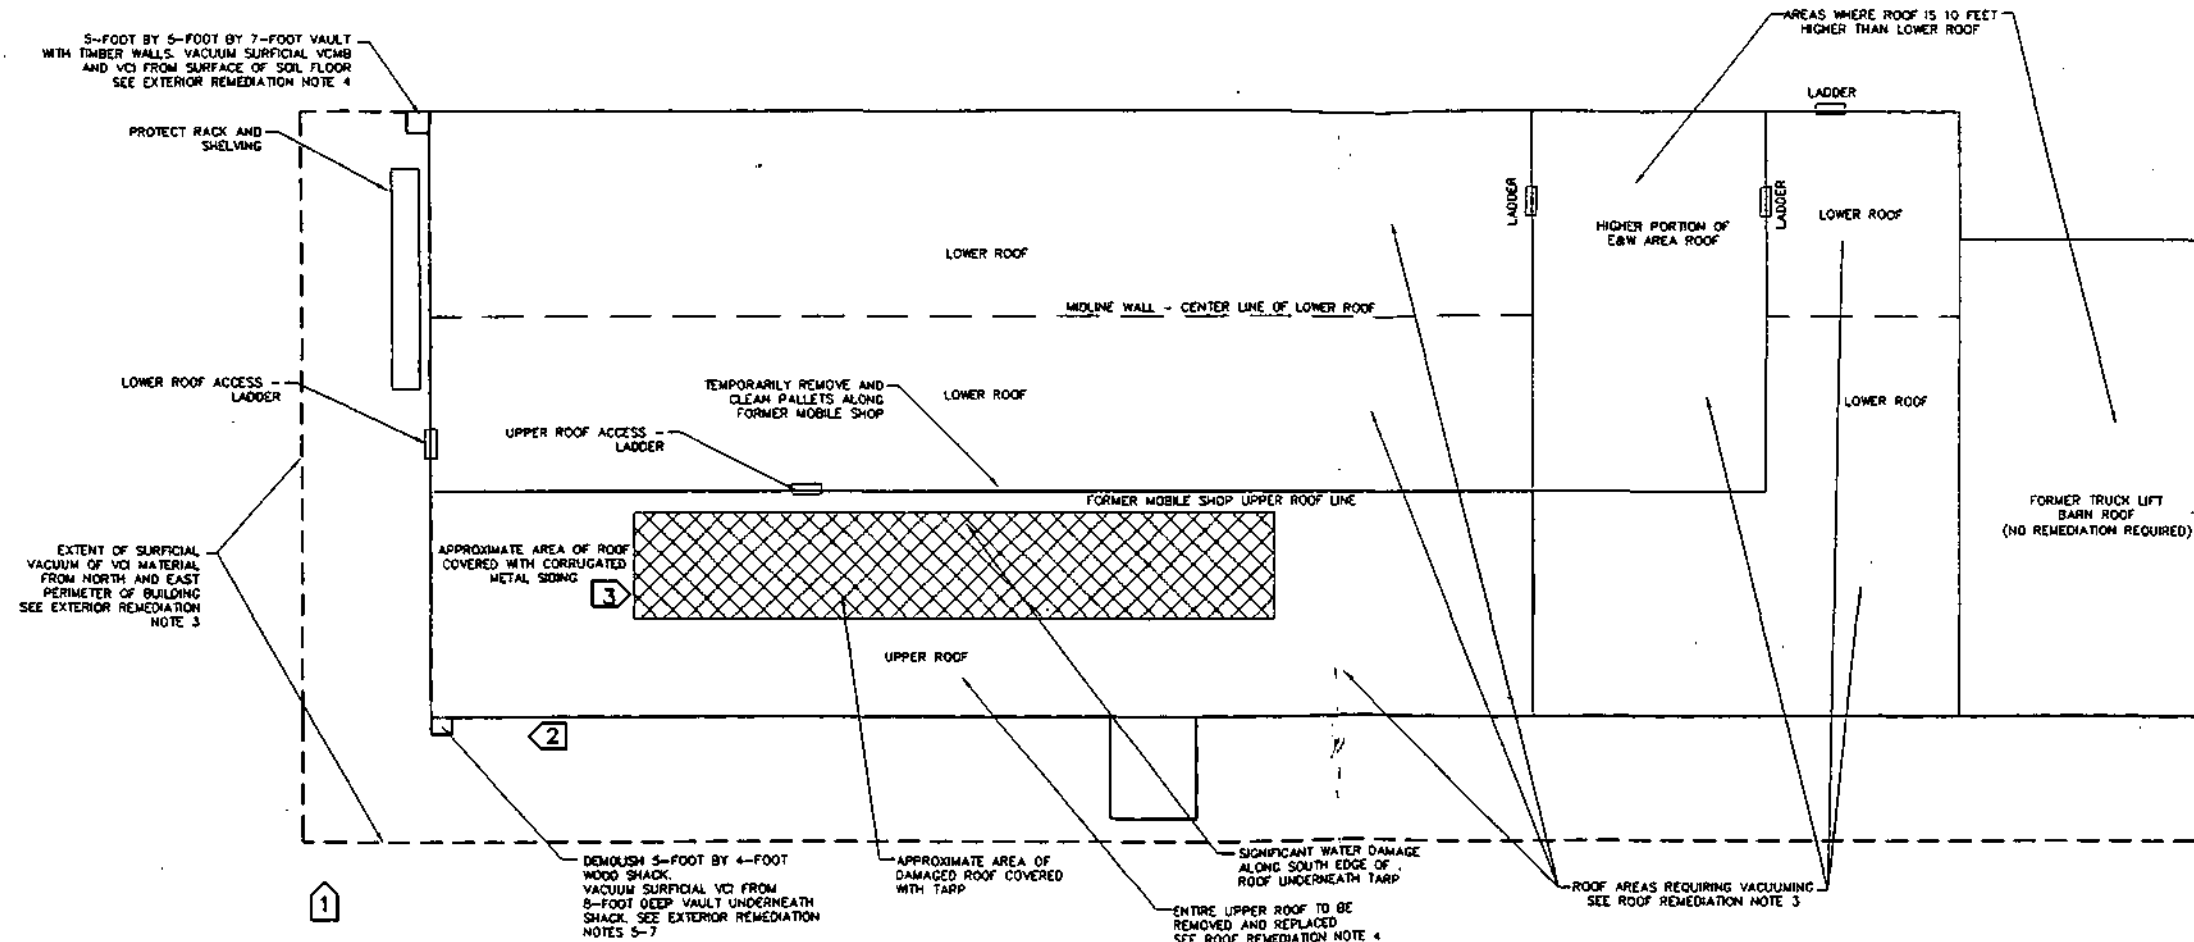 5-FOOT BY 5-FOOT BY 7-FOOT VAULT
WITH TIMBER WALLS. VACUUM SURFICIAL VCMB
AND VCI FROM SURFACE OF SOIL FLOOR
SEE EXTERIOR REMEDIATION NOTE 4
AREAS WHERE ROOF IS 10 FEET
HIGHER THAN LOWER ROOF
LADDER
PROTECT RACK AND
SHELVING
LADDER
LADDER
LOWER ROOF
HIGHER PORTION OF
E&W AREA ROOF
LOWER ROOF
MIDLINE WALL - CENTER LINE OF LOWER ROOF
LOWER ROOF ACCESS -
LADDER
TEMPORARILY REMOVE AND
CLEAN PALLETS ALONG
FORMER MOBILE SHOP
LOWER ROOF
LOWER ROOF
UPPER ROOF ACCESS -
LADDER
FORMER MOBILE SHOP UPPER ROOF LINE
FORMER TRUCK LIFT
BARN ROOF
(NO REMEDIATION REQUIRED)
EXTENT OF SURFICIAL
VACUUM OF VCI MATERIAL
FROM NORTH AND EAST
PERIMETER OF BUILDING
SEE EXTERIOR REMEDIATION
NOTE 3
APPROXIMATE AREA OF ROOF
COVERED WITH CORRUGATED
METAL SIDING
3
UPPER ROOF
2
1
DEMOLISH 5-FOOT BY 4-FOOT
WOOD SHACK.
VACUUM SURFICIAL VCI FROM
8-FOOT DEEP VAULT UNDERNEATH
SHACK. SEE EXTERIOR REMEDIATION
NOTES 5-7
APPROXIMATE AREA OF
DAMAGED ROOF COVERED
WITH TARP
SIGNIFICANT WATER DAMAGE
ALONG SOUTH EDGE OF
ROOF UNDERNEATH TARP
ENTIRE UPPER ROOF TO BE
REMOVED AND REPLACED
SEE ROOF REMEDIATION NOTE 4
ROOF AREAS REQUIRING VACUUMING
SEE ROOF REMEDIATION NOTE 3